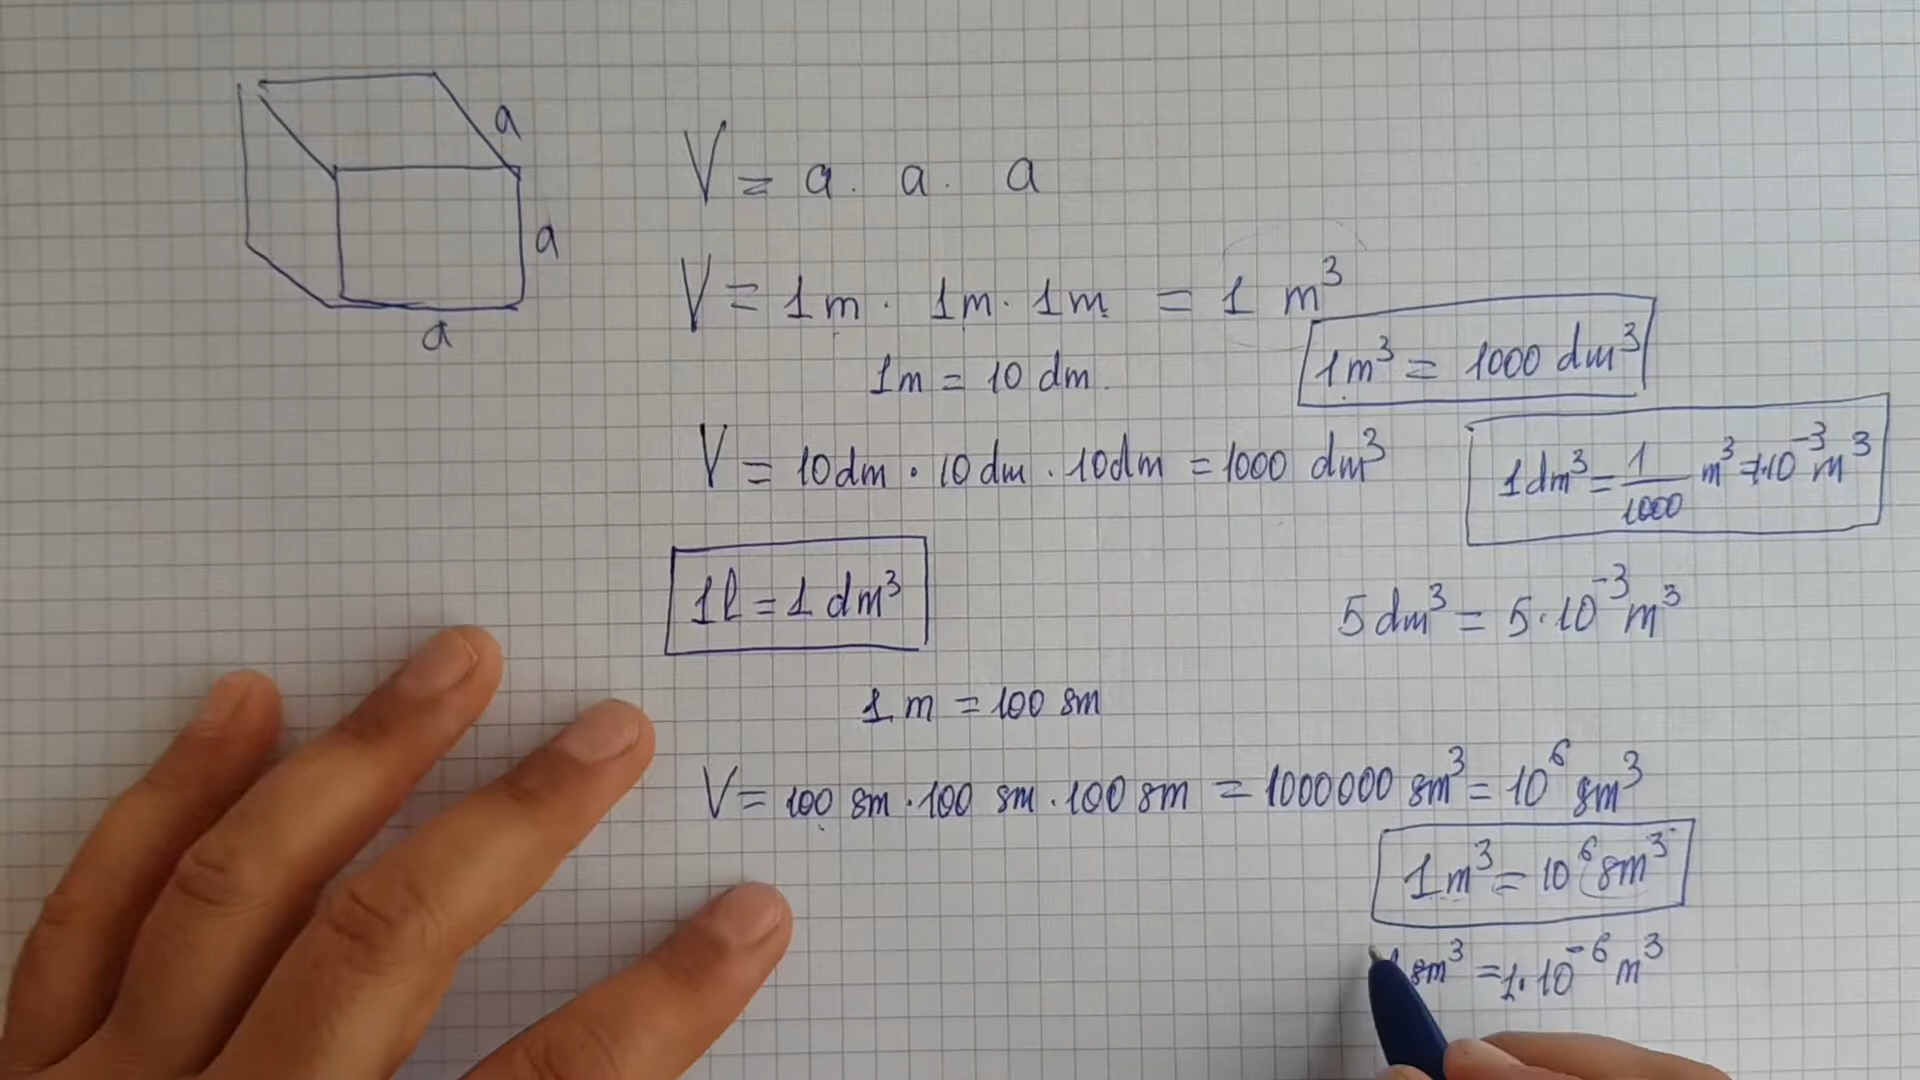 a
V = a · a · a
a
V = 1m · 1m · 1m = 1 m³
a
1m = 10 dm.
1m³ = 1000 dm³
V = 10dm · 10dm · 10dm = 1000 dm³
1dm³ = 1/1000 m³ = 1·10⁻³ m³
1l = 1 dm³
5 dm³ = 5·10⁻³ m³
1 m = 100 sm
V = 100 sm · 100 sm · 100 sm = 1000000 sm³ = 10⁶ sm³
1m³ = 10⁶ sm³
1 sm³ = 1·10⁻⁶ m³